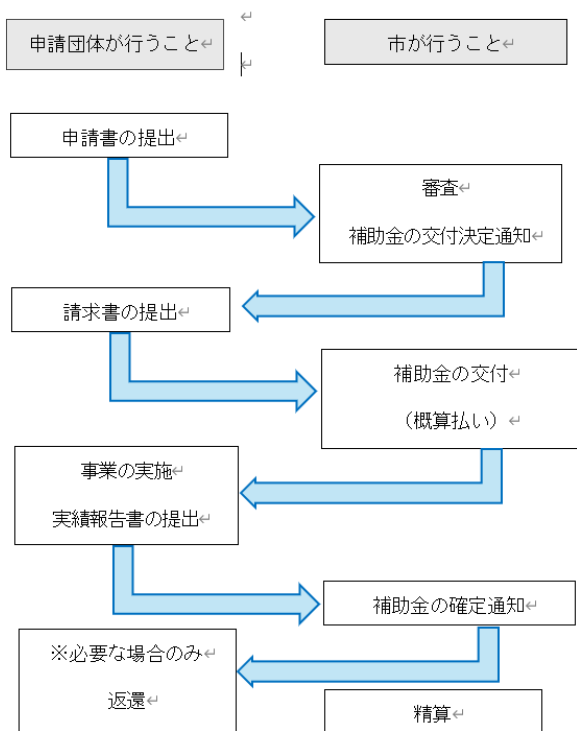 申請団体が行うこと
市が行うこと
申請書の提出
審査
補助金の交付決定通知
請求書の提出
補助金の交付
（概算払い）
事業の実施
実績報告書の提出
補助金の確定通知
※必要な場合のみ
返還
精算